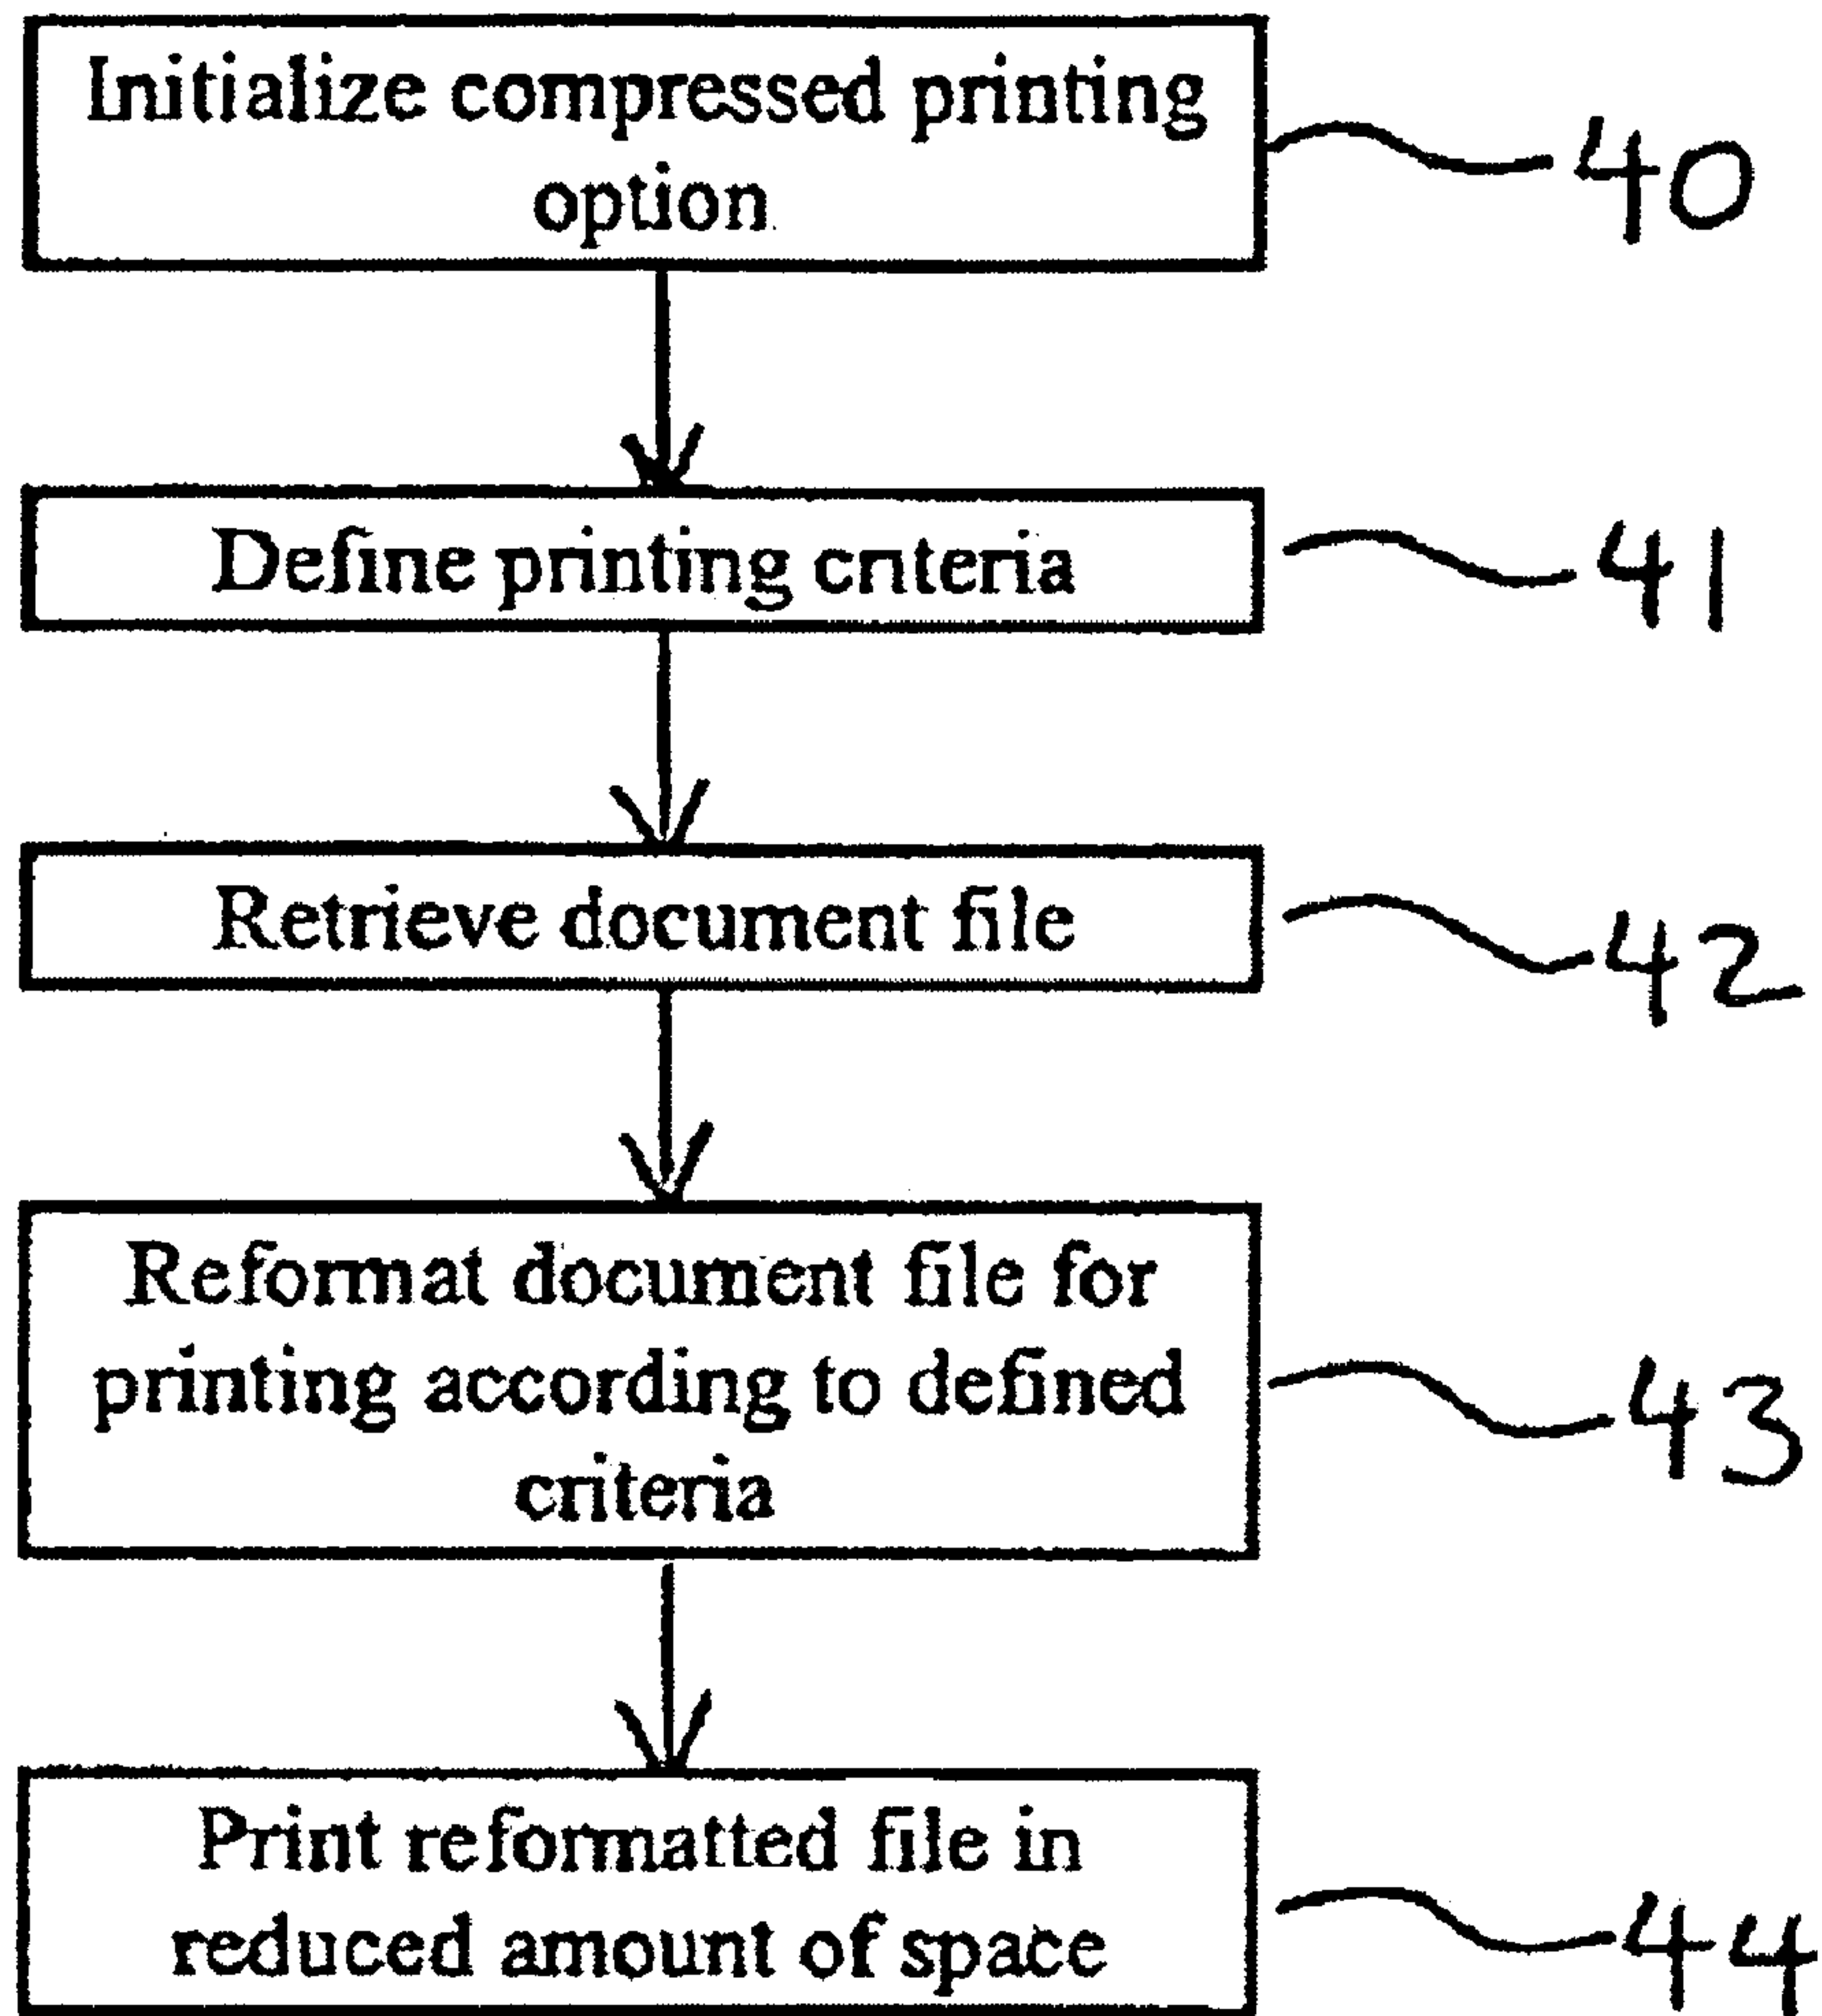 Initialize compressed printing
option
40
Define printing criteria
41
Retrieve document file
42
Reformat document file for
printing according to defined
criteria
43
Print reformatted file in
reduced amount of space
44